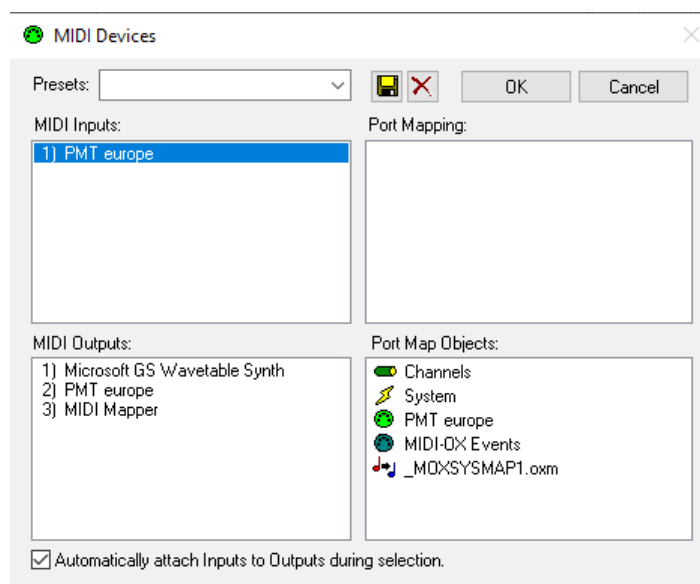 MIDI Devices
Presets:
OK
Cancel
MIDI Inputs:
1) PMT europe
Port Mapping:
MIDI Outputs:
1) Microsoft GS Wavetable Synth
2) PMT europe
3) MIDI Mapper
Port Map Objects:
Channels
System
PMT europe
MIDI-OX Events
_MOXSYSMAP1.oxm
Automatically attach Inputs to Outputs during selection.